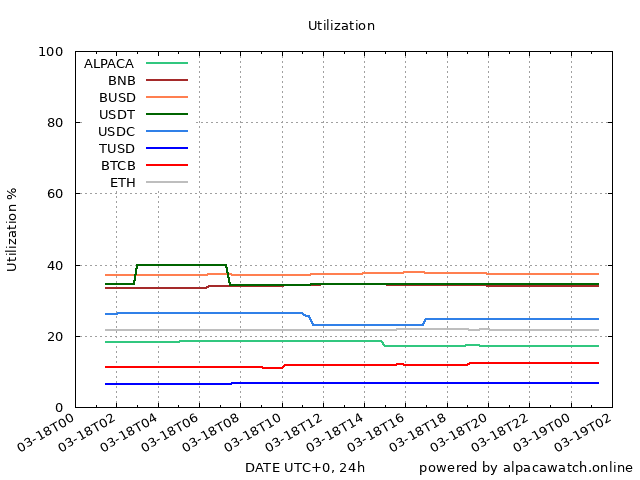 Utilization
Utilization %
100
80
60
40
20
0
ALPACA
BNB
BUSD
USDT
USDC
TUSD
BTCB
ETH
03-18T00
03-18T02
03-18T04
03-18T06
03-18T08
03-18T10
03-18T12
03-18T14
03-18T16
03-18T18
03-18T20
03-18T22
03-19T00
03-19T02
DATE UTC+0, 24h
powered by alpacawatch.online